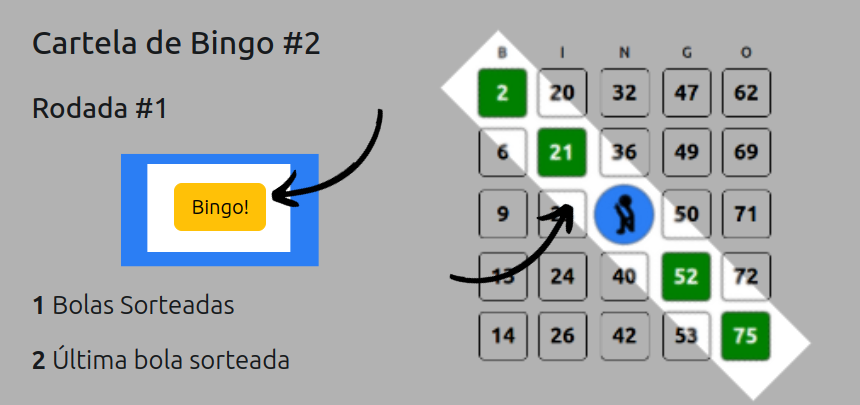 Cartela de Bingo #2
Rodada #1
Bingo!
1 Bolas Sorteadas
2 Última bola sorteada
B I N G O
2 20 32 47 62
6 21 36 49 69
9 50 71
13 24 40 52 72
14 26 42 53 75